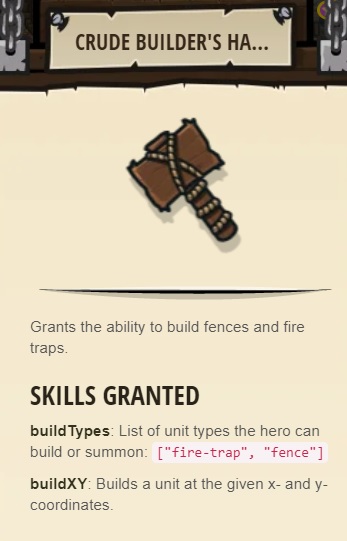 CRUDE BUILDER'S HA...
Grants the ability to build fences and fire
traps.
SKILLS GRANTED
buildTypes: List of unit types the hero can
build or summon: ["fire-trap", "fence"]
buildXY: Builds a unit at the given x- and y-
coordinates.